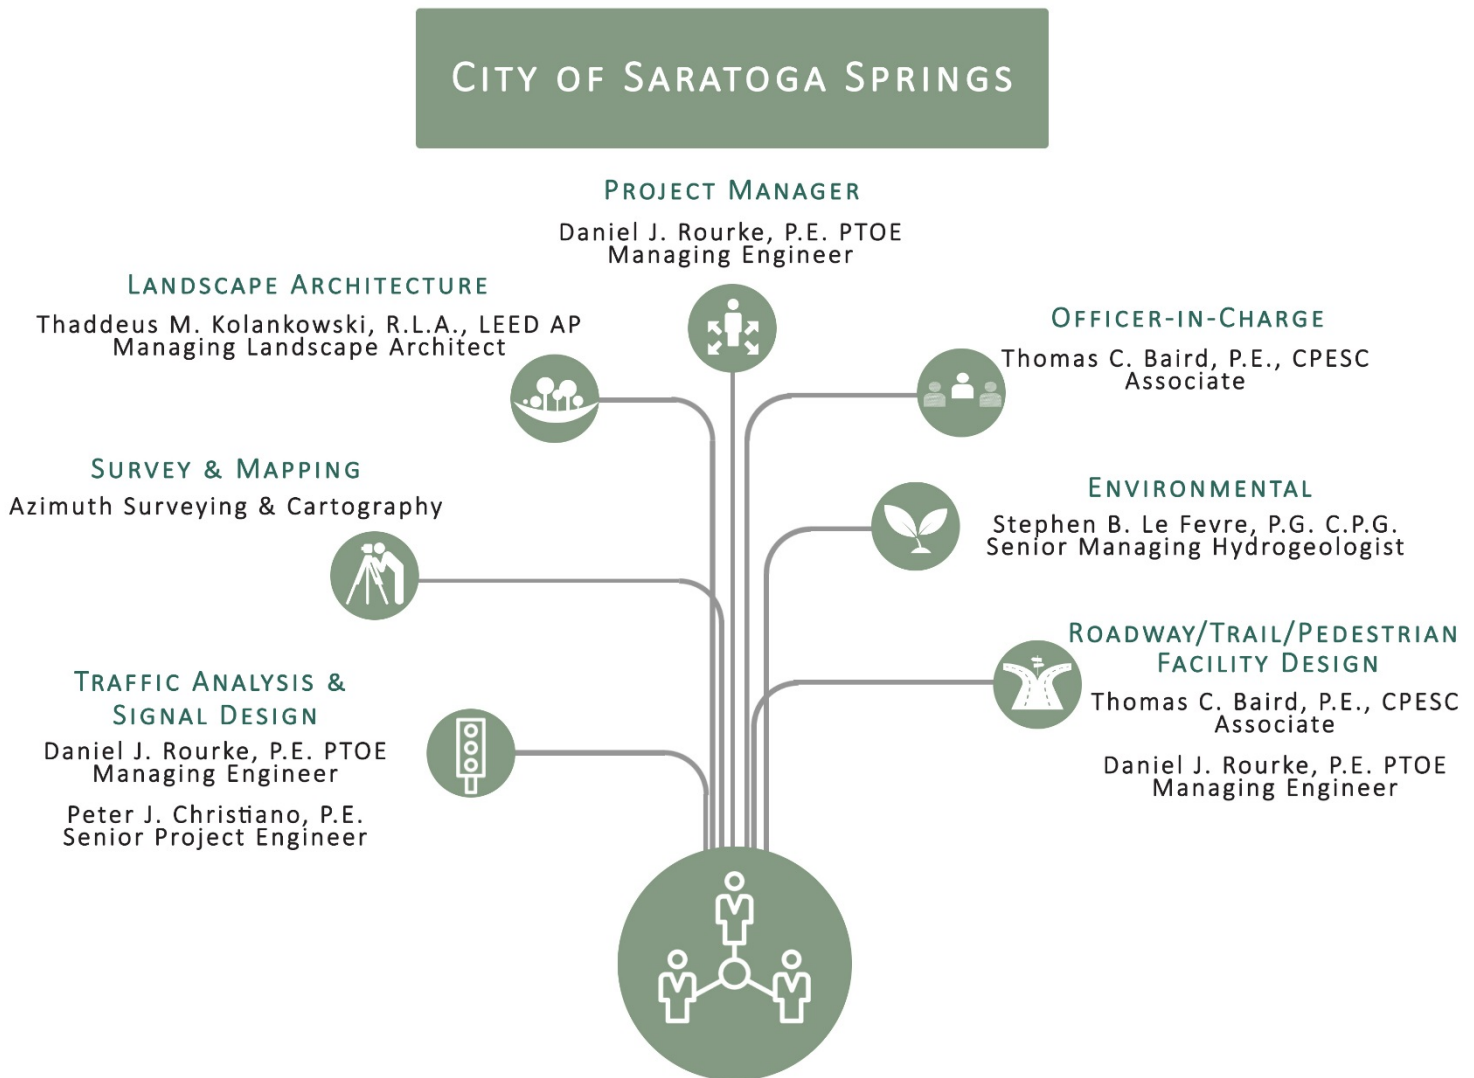 CITY OF SARATOGA SPRINGS
PROJECT MANAGER
Daniel J. Rourke, P.E. PTOE
Managing Engineer
LANDSCAPE ARCHITECTURE
Thaddeus M. Kolankowski, R.L.A., LEED AP
Managing Landscape Architect
OFFICER-IN-CHARGE
Thomas C. Baird, P.E., CPESC
Associate
SURVEY & MAPPING
Azimuth Surveying & Cartography
ENVIRONMENTAL
Stephen B. Le Fevre, P.G. C.P.G.
Senior Managing Hydrogeologist
TRAFFIC ANALYSIS &
SIGNAL DESIGN
Daniel J. Rourke, P.E. PTOE
Managing Engineer
Peter J. Christiano, P.E.
Senior Project Engineer
ROADWAY/TRAIL/PEDESTRIAN
FACILITY DESIGN
Thomas C. Baird, P.E., CPESC
Associate
Daniel J. Rourke, P.E. PTOE
Managing Engineer